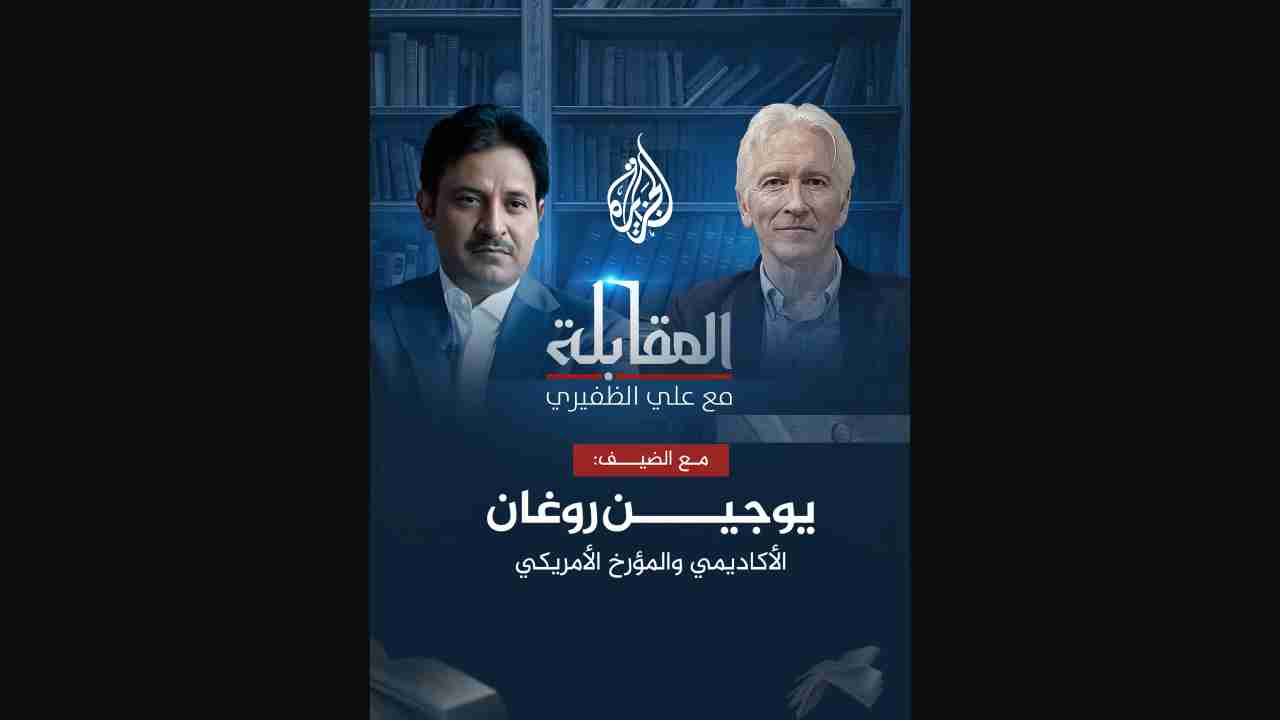 الجزيرة
المقابلة
مع علي الظفيري
مع الضيف:
يوجين روغان
الأكاديمي والمؤرخ الأمريكي